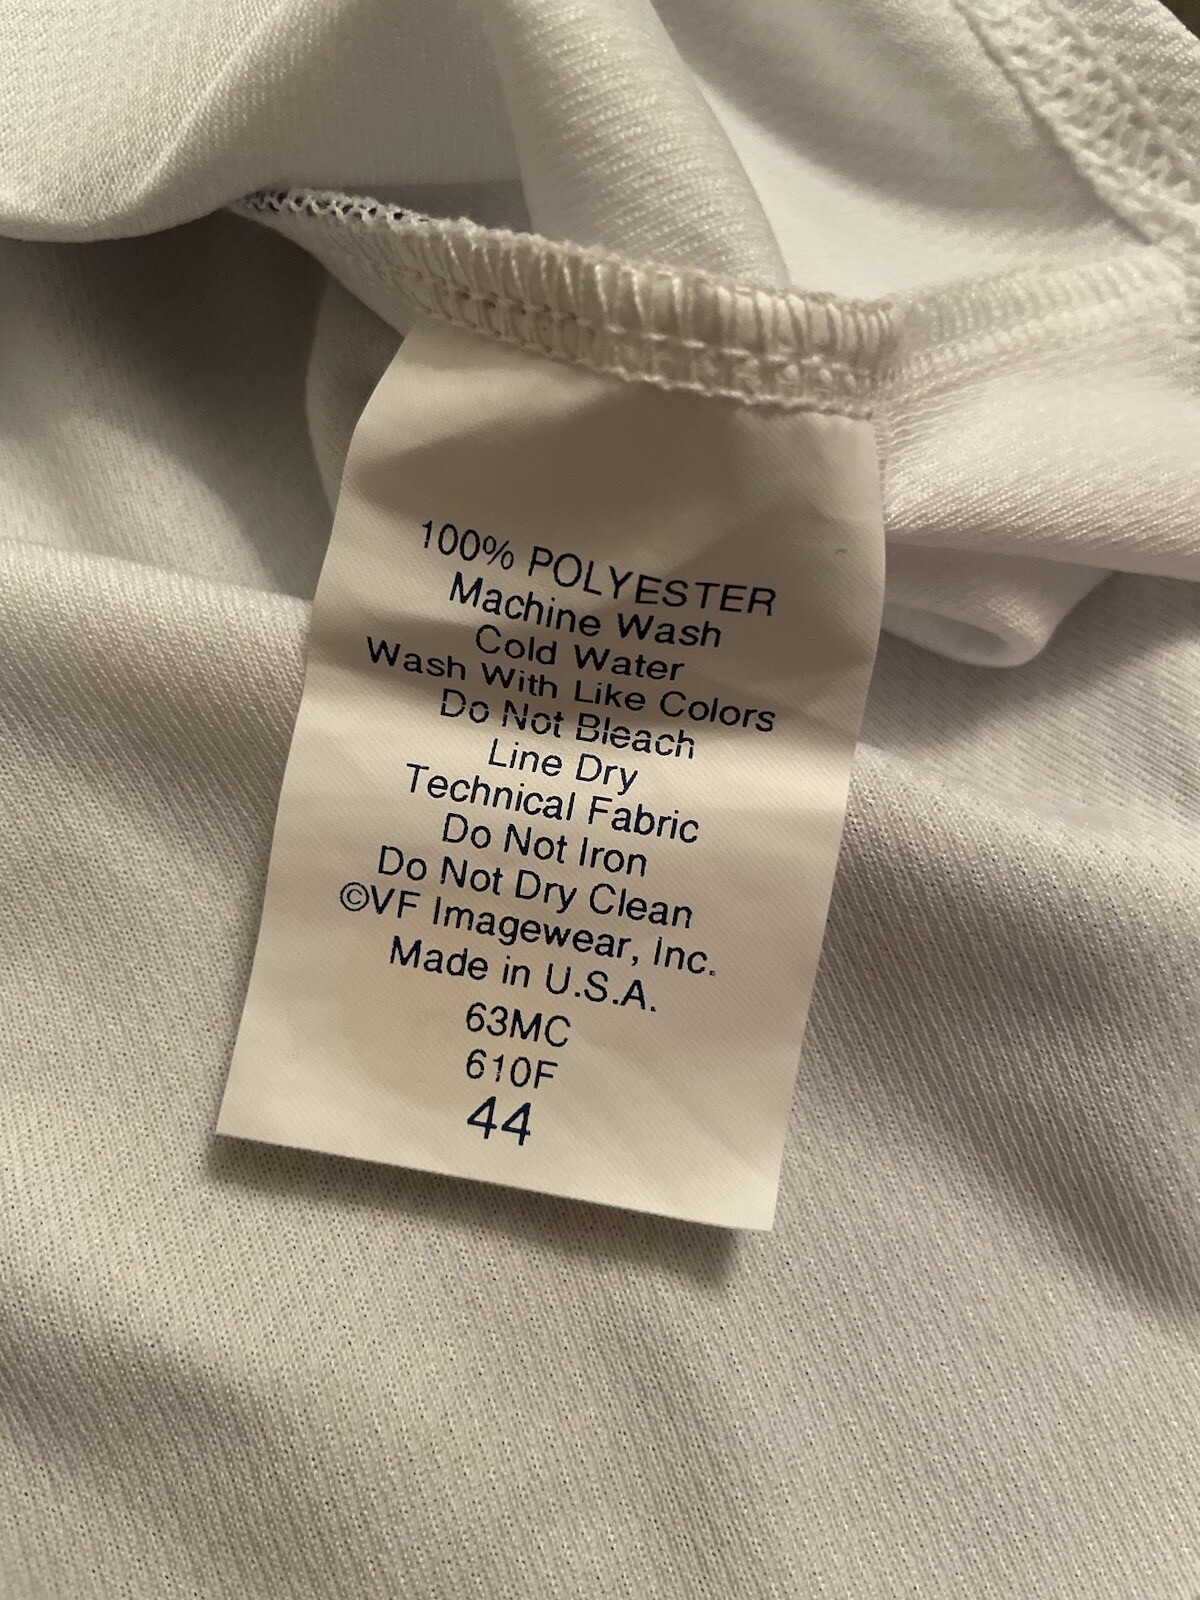 100% POLYESTER
Machine Wash
Cold Water
Wash With Like Colors
Do Not Bleach
Line Dry
Technical Fabric
Do Not Iron
Do Not Dry Clean
©VF Imagewear, Inc.
Made in U.S.A.
63MC
610F
44